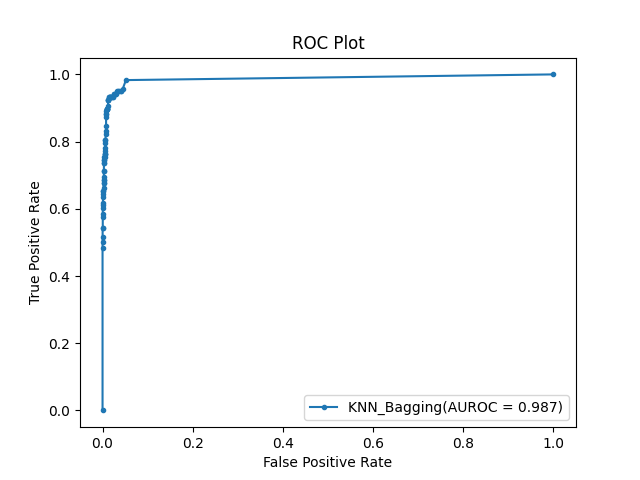 ROC Plot
True Positive Rate
1.0
0.8
0.6
0.4
0.2
0.0
KNN_Bagging(AUROC = 0.987)
0.0 0.2 0.4 0.6 0.8 1.0
False Positive Rate